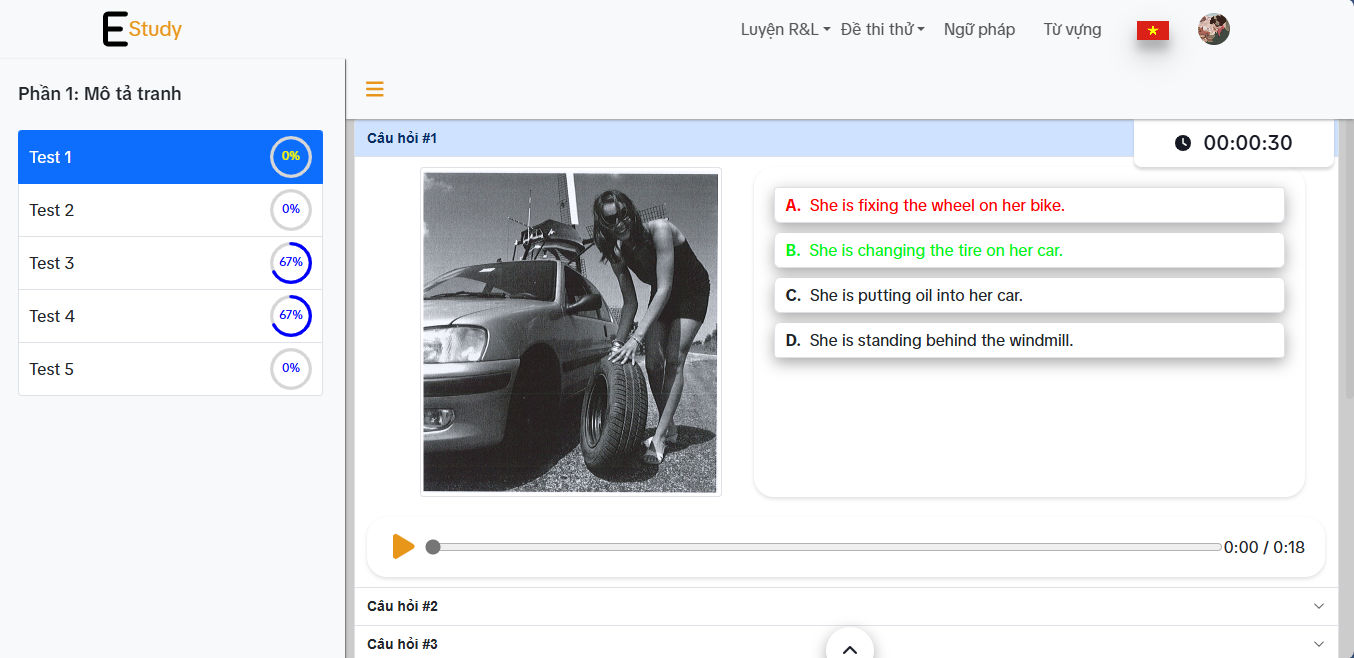 E Study
Luyện R&L
Đề thi thử
Ngữ pháp
Từ vựng
Phần 1: Mô tả tranh
Test 1
0%
Test 2
0%
Test 3
67%
Test 4
67%
Test 5
0%
Câu hỏi #1
00:00:30
A. She is fixing the wheel on her bike.
B. She is changing the tire on her car.
C. She is putting oil into her car.
D. She is standing behind the windmill.
0:00 / 0:18
Câu hỏi #2
Câu hỏi #3